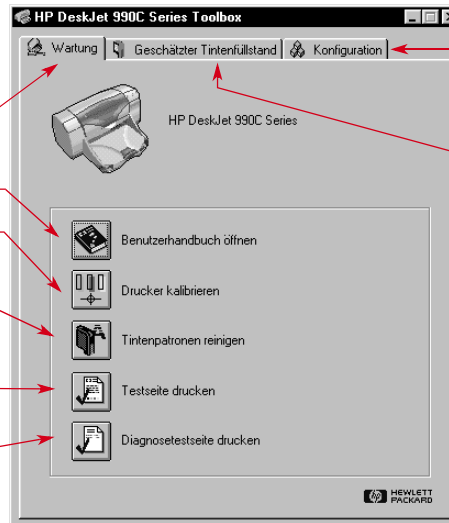 HP DeskJet 990C Series Toolbox
Wartung
Geschätzter Tintenfüllstand
Konfiguration
HP DeskJet 990C Series
Benutzerhandbuch öffnen
Drucker kalibrieren
Tintenpatronen reinigen
Testseite drucken
Diagnosetestseite drucken
hp HEWLETT
PACKARD